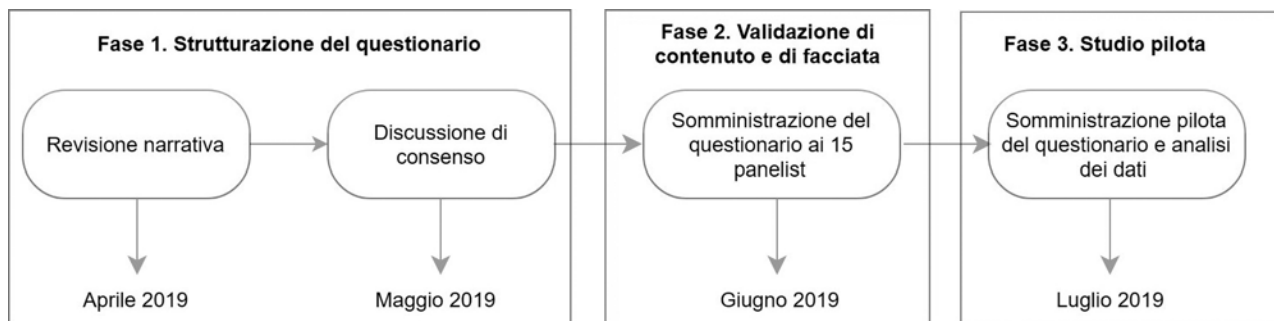 Fase 1. Strutturazione del questionario
Revisione narrativa
Discussione di
consenso
Aprile 2019
Maggio 2019
Fase 2. Validazione di
contenuto e di facciata
Somministrazione del
questionario ai 15
panelist
Giugno 2019
Fase 3. Studio pilota
Somministrazione pilota
del questionario e analisi
dei dati
Luglio 2019